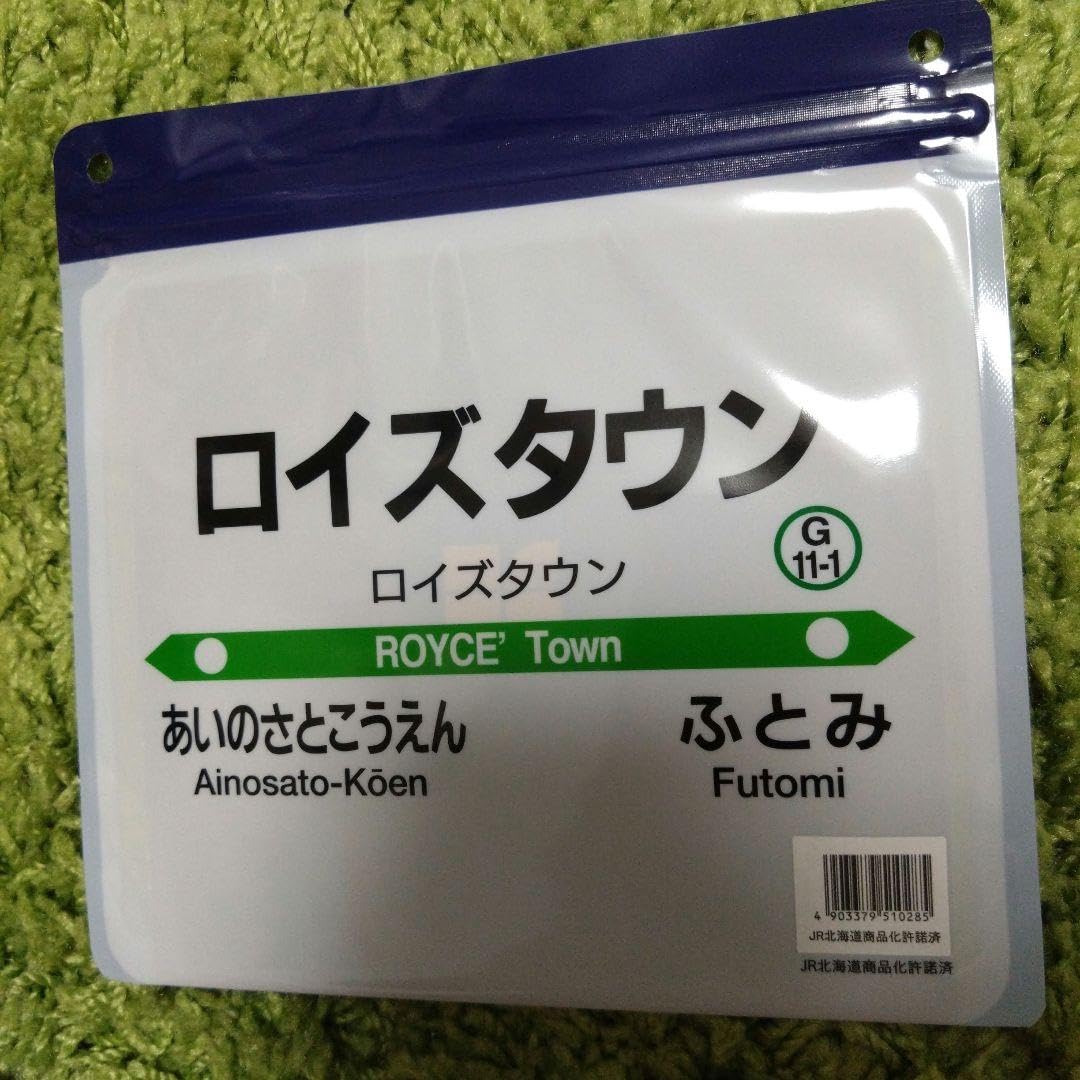 ロイズタウン
G
11-1
ロイズタウン
ROYCE' Town
あいのさとこうえん
ふとみ
Ainosato-Kōen
Futomi
4 903379 510285
JR北海道商品化許諾済
JR北海道商品化許諾済